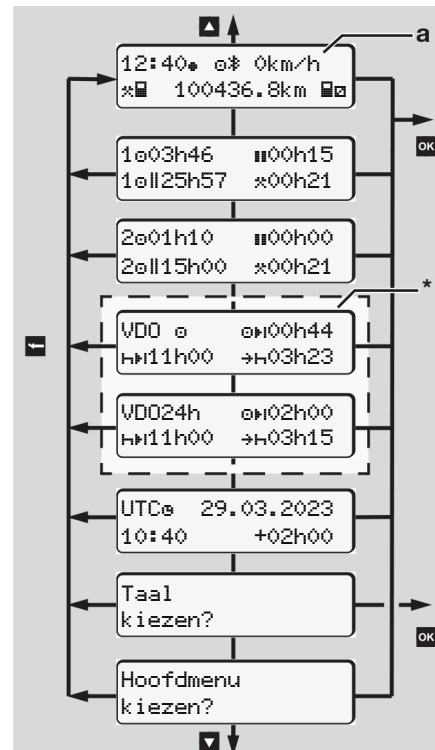 a
12:40 0km/h
100436.8km
OK
1 03h46 00h15
1 25h57 00h21
2 01h10 00h00
2 15h00 00h21
*
VDO 00h44
11h00 03h23
VDO24h 02h00
11h00 03h15
UTC 29.03.2023
10:40 +02h00
Taal
kiezen?
OK
Hoofdmenu
kiezen?